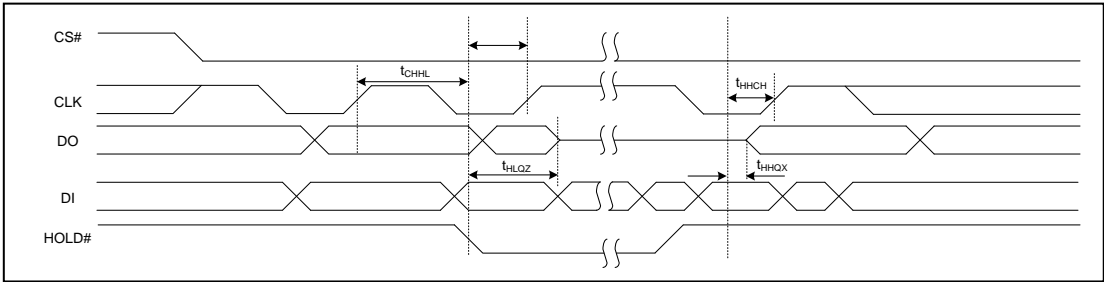 CS#
tCHHL
CLK
tHHCH
DO
tHLQZ
tHHQX
DI
HOLD#